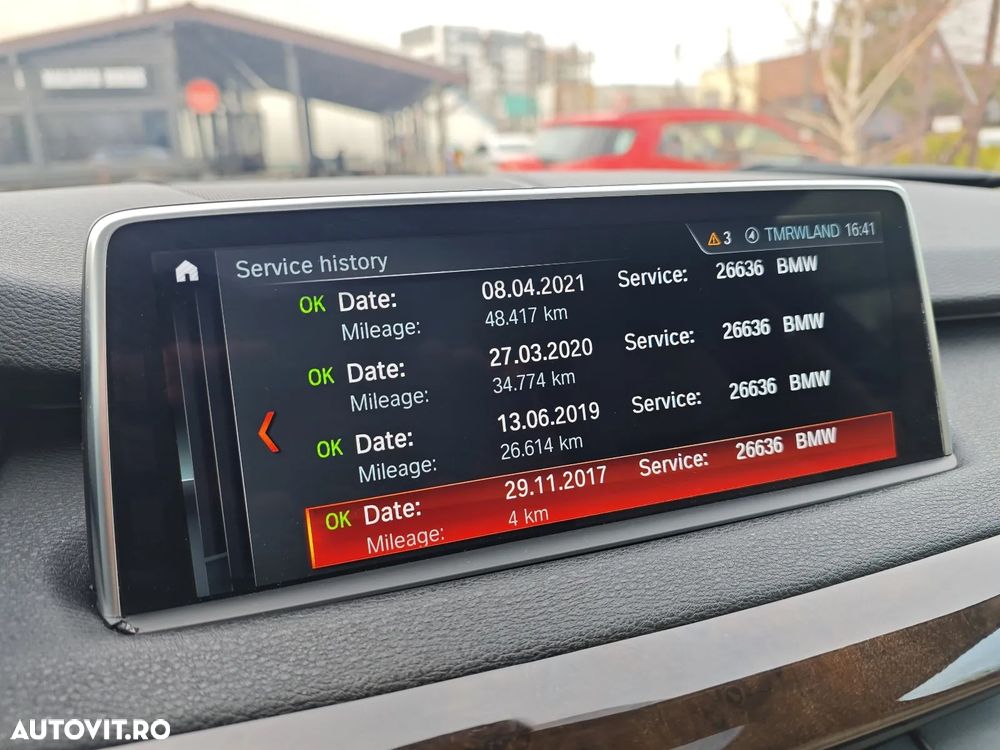 3 TMRWLAND 16:41
Service history
OK Date: 08.04.2021 Service: 26636 BMW
Mileage: 48.417 km
OK Date: 27.03.2020 Service: 26636 BMW
Mileage: 34.774 km
OK Date: 13.06.2019 Service: 26636 BMW
Mileage: 26.614 km
OK Date: 29.11.2017 Service: 26636 BMW
Mileage: 4 km
AUTOVIT.RO